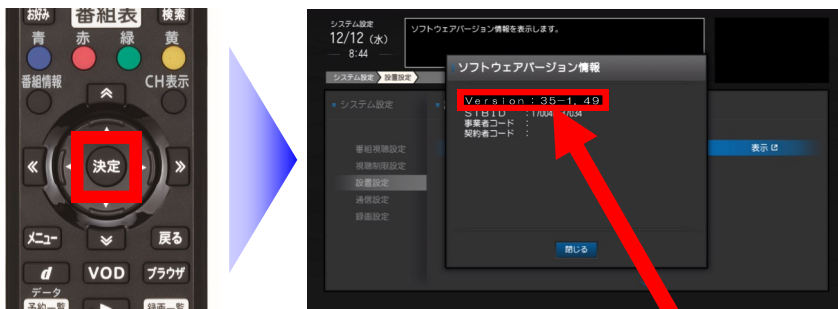 お好み 番組表 検索
青 赤 緑 黄
番組情報 CH表示
決定
メニュー 戻る
d VOD ブラウザ
データ
予約一覧 録画一覧
システム設定
12/12 (水)
8:44
ソフトウェアバージョン情報を表示します。
システム設定 設置設定
システム設定
番組視聴設定
視聴制限設定
設置設定
通信設定
録画設定
ソフトウェアバージョン情報
Version : 35-1, 49
STBID
事業者コード :
契約者コード :
表示
閉じる